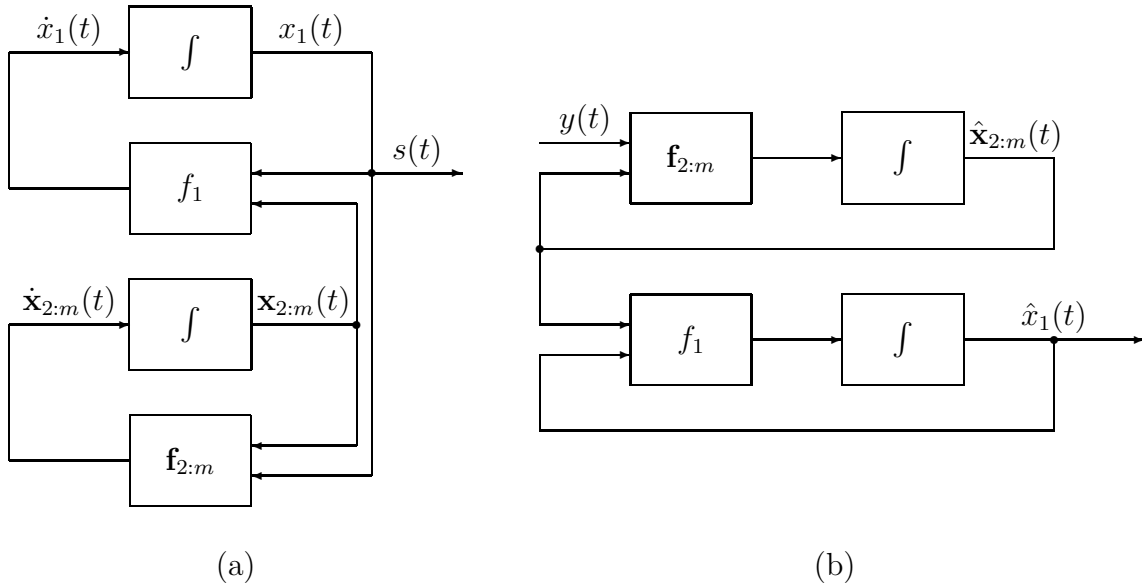 ẋ₁(t)
∫
x₁(t)
f₁
s(t)
𝐱̇₂:ₘ(t)
∫
𝐱₂:ₘ(t)
𝐟₂:ₘ
(a)
y(t)
𝐟₂:ₘ
∫
𝐱̂₂:ₘ(t)
f₁
∫
x̂₁(t)
(b)